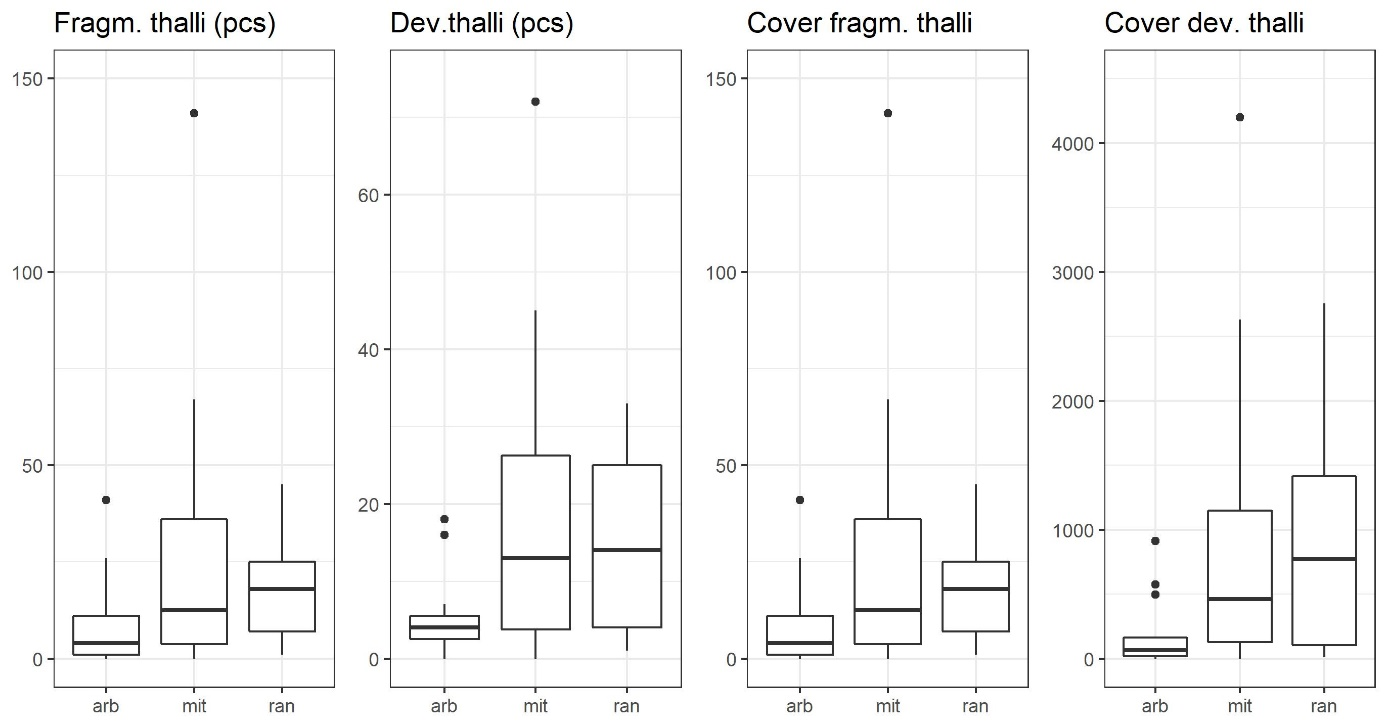 Fragm. thalli (pcs)
150
100
50
0
arb mit ran
Dev.thalli (pcs)
60
40
20
0
arb mit ran
Cover fragm. thalli
150
100
50
0
arb mit ran
Cover dev. thalli
4000
3000
2000
1000
0
arb mit ran